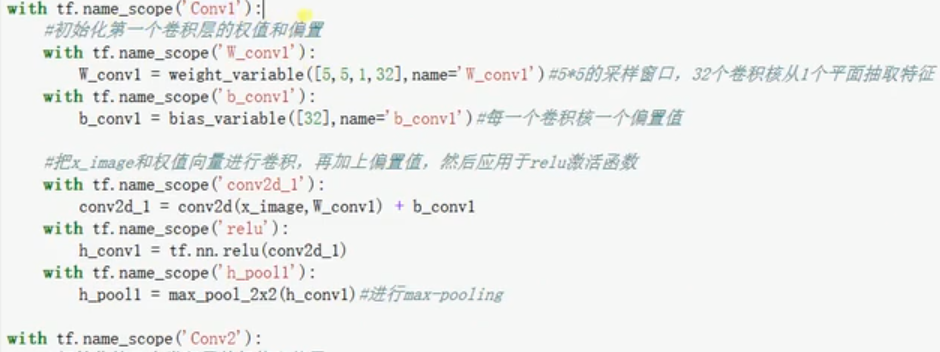 with tf.name_scope('Conv1'):
    #初始化第一个卷积层的权值和偏置
    with tf.name_scope('W_conv1'):
        W_conv1 = weight_variable([5,5,1,32],name='W_conv1')#5*5的采样窗口，32个卷积核从1个平面抽取特征
    with tf.name_scope('b_conv1'):
        b_conv1 = bias_variable([32],name='b_conv1')#每一个卷积核一个偏置值

    #把x_image和权值向量进行卷积，再加上偏置值，然后应用于relu激活函数
    with tf.name_scope('conv2d_1'):
        conv2d_1 = conv2d(x_image,W_conv1) + b_conv1
    with tf.name_scope('relu'):
        h_conv1 = tf.nn.relu(conv2d_1)
    with tf.name_scope('h_pool1'):
        h_pool1 = max_pool_2x2(h_conv1)#进行max-pooling

with tf.name_scope('Conv2'):